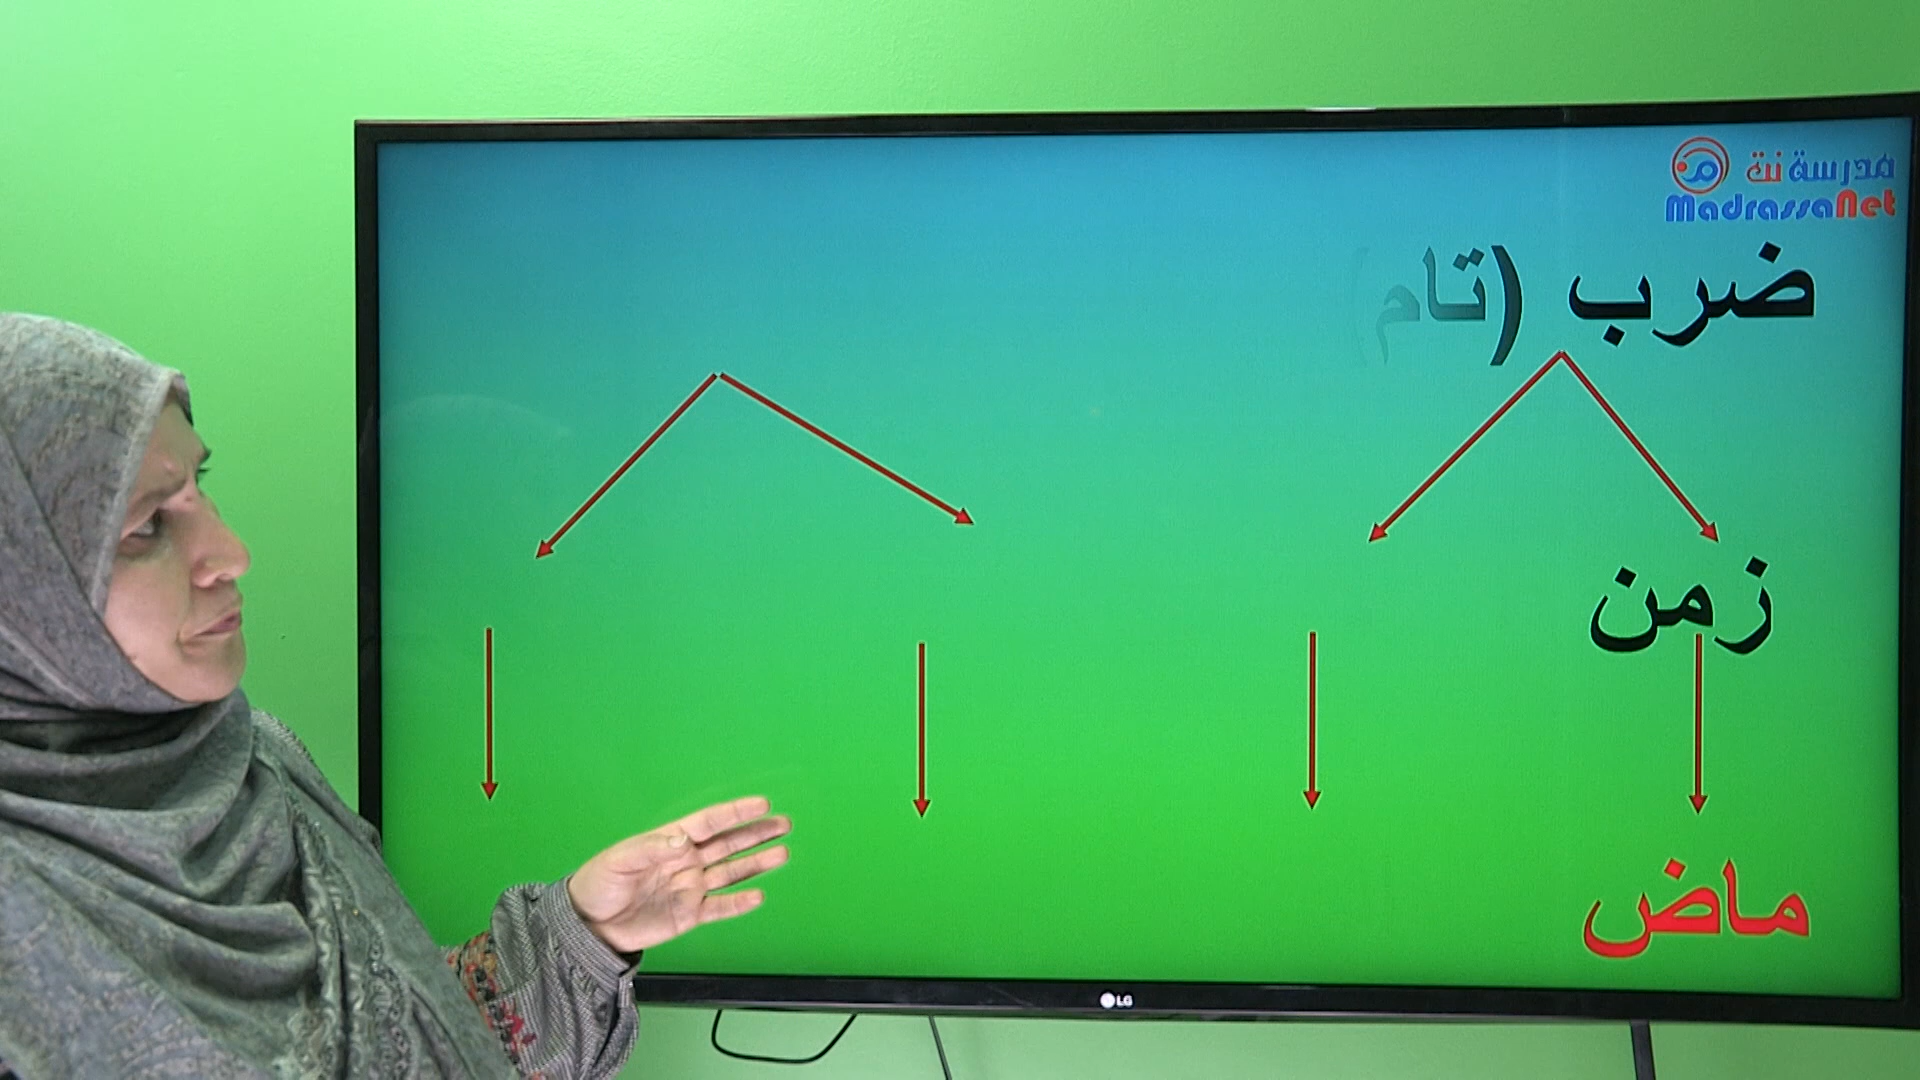 مدرسة نت
MadrassaNet
ضرب (تام)
زمن
ماض
LG